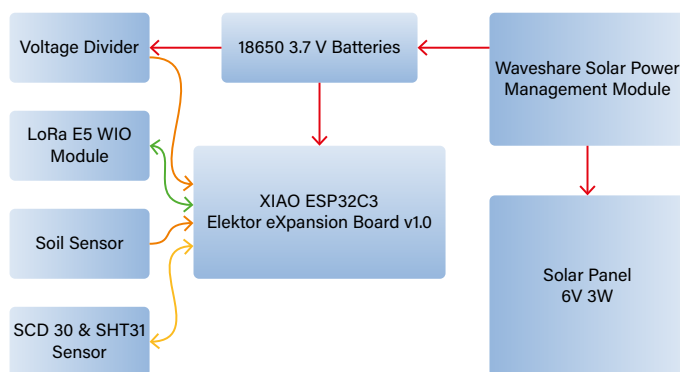 Voltage Divider
18650 3.7 V Batteries
Waveshare Solar Power
Management Module
LoRa E5 WIO
Module
XIAO ESP32C3
Elektor eXpansion Board v1.0
Soil Sensor
Solar Panel
6V 3W
SCD 30 & SHT31
Sensor